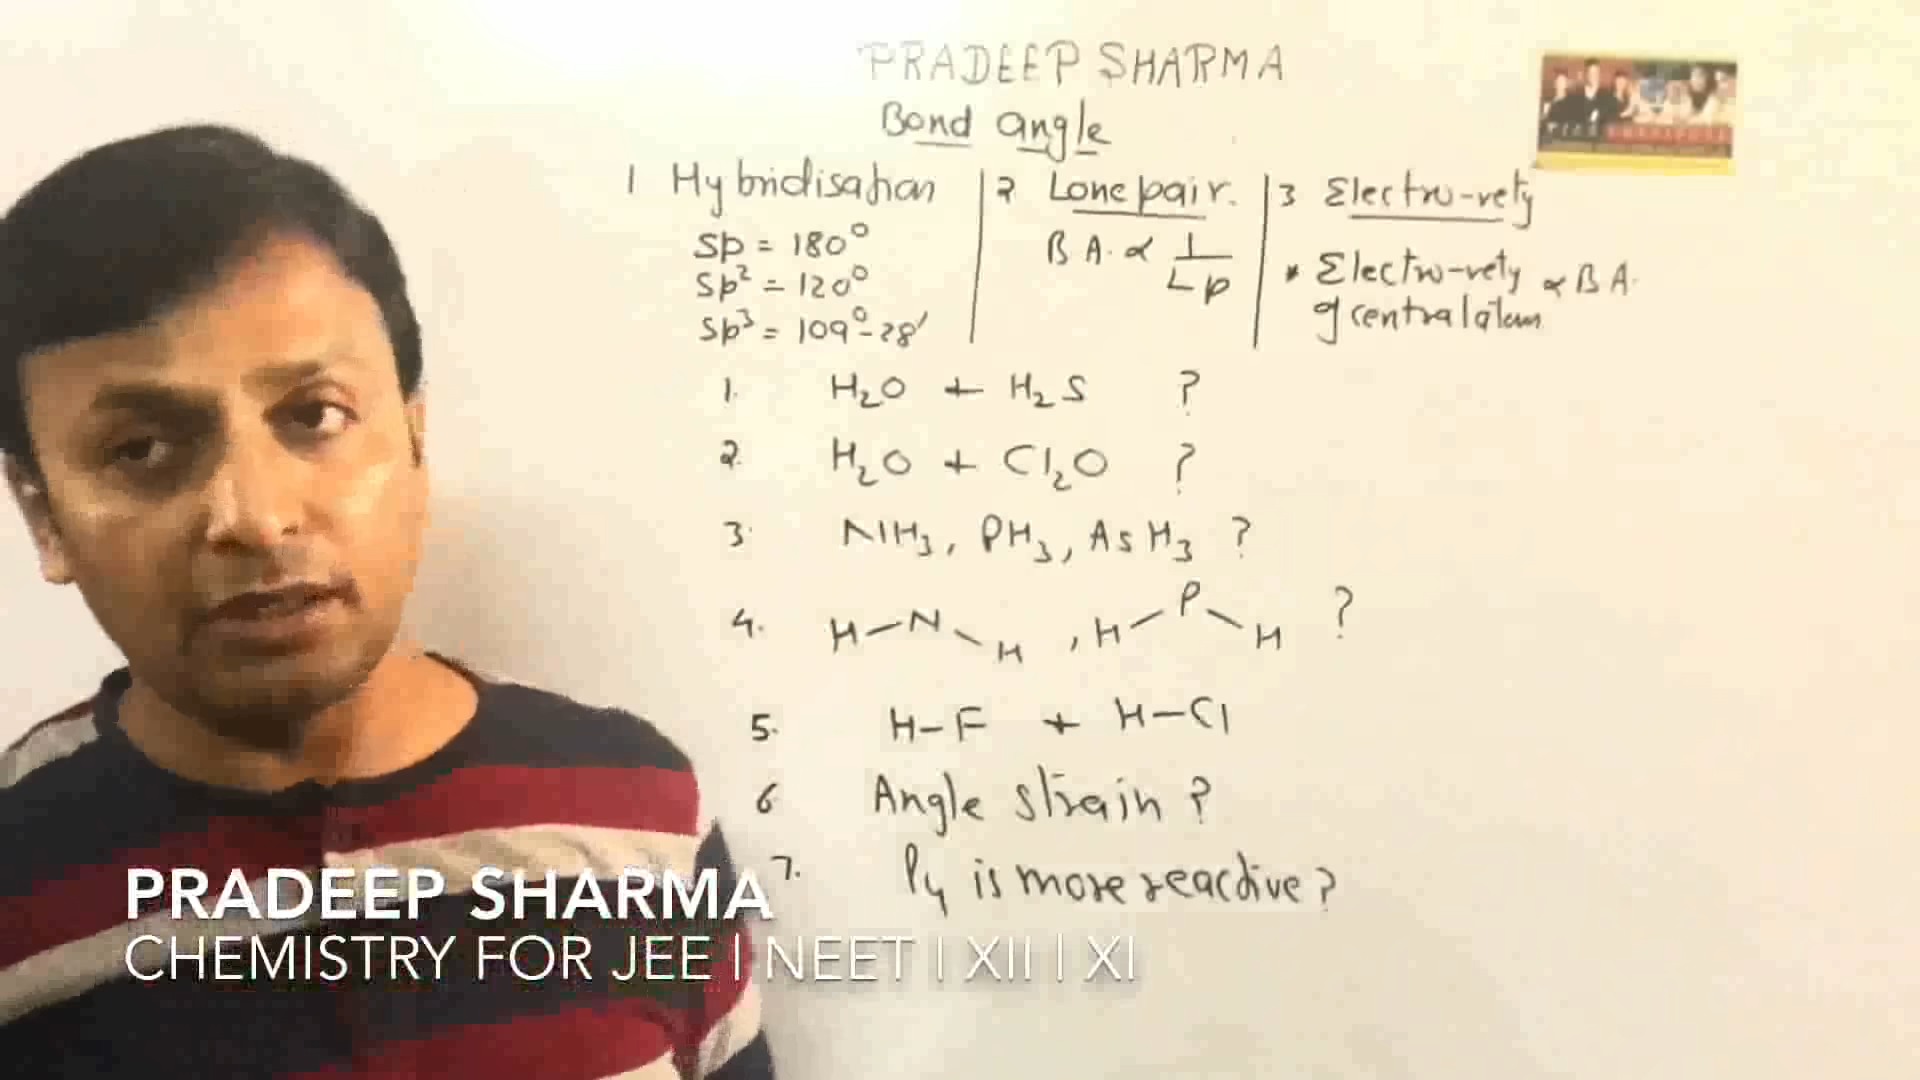 PRADEEP SHARMA
Bond angle
1 Hybridisation
Sp = 180°
Sp² = 120°
Sp³ = 109°-28'
2 Lone pair.
B A. ∝ 1/Lp
3 Electro-vety
* Electro-vety ∝ B A.
of central atom
1. H₂O + H₂S ?
2. H₂O + Cl₂O ?
3. NH₃, PH₃, AsH₃ ?
4. H-N-H, H-P-H ?
5. H-F + H-Cl
6 Angle strain ?
7. P₄ is more reactive?
PRADEEP SHARMA
CHEMISTRY FOR JEE | NEET | XII | XI